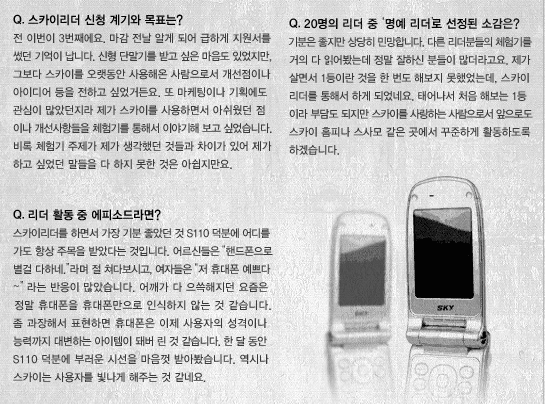 Q. 스카이리더 신청 계기와 목표는?
전 이번이 3번째에요. 마감 전날 알게 되어 급하게 지원서를
썼던 기억이 납니다. 신형 단말기를 받고 싶은 마음도 있었지만,
그보다 스카이를 오랫동안 사용해온 사람으로서 개선점이나
아이디어 등을 전하고 싶었거든요. 또 마케팅이나 기획에도
관심이 많았던지라 제가 스카이를 사용하면서 아쉬웠던 점
이나 개선사항들을 체험기를 통해서 이야기해 보고 싶었습니다.
비록 체험기 주제가 제가 생각했던 것들과 차이가 있어 제가
하고 싶었던 말들을 다 하지 못한 것은 아쉽지만요.
Q. 리더 활동 중 에피소드라면?
스카이리더를 하면서 가장 기분 좋았던 것 S110 덕분에 어디를
가도 항상 주목을 받았다는 것입니다. 어르신들은 "핸드폰으로
별걸 다하네."라며 절 쳐다보시고, 여자들은 "저 휴대폰 예쁘다
~" 라는 반응이 많았습니다. 어깨가 다 으쓱해지던 요즘은
정말 휴대폰을 휴대폰만으로 인식하지 않는 것 같습니다.
좀 과장해서 표현하면 휴대폰은 이제 사용자의 성격이나
능력까지 대변하는 아이템이 돼버 린 것 같습니다. 한 달 동안
S110 덕분에 부러운 시선을 마음껏 받아봤습니다. 역시나
스카이는 사용자를 빛나게 해주는 것 같네요.
Q. 20명의 리더 중 '명예 리더'로 선정된 소감은?
기분은 좋지만 상당히 민망합니다. 다른 리더분들의 체험기를
거의 다 읽어봤는데 정말 잘하신 분들이 많더라고요. 제가
살면서 1등이란 것을 한 번도 해보지 못했었는데, 스카이
리더를 통해서 하게 되었네요. 태어나서 처음 해보는 1등
이라 부담도 되지만 스카이를 사랑하는 사람으로서 앞으로도
스카이 홈피나 스사모 같은 곳에서 꾸준하게 활동하도록
하겠습니다.
SKY